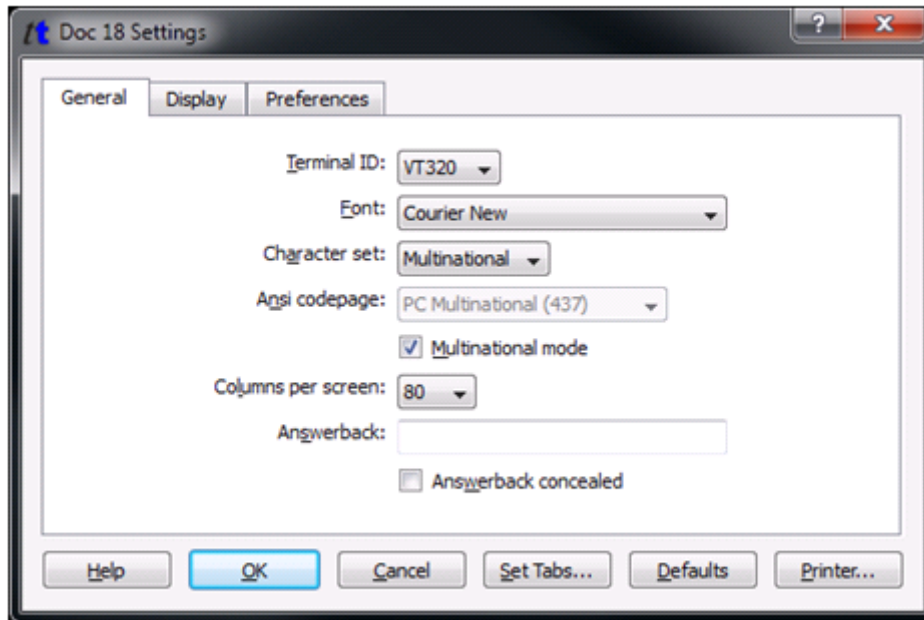 tt Doc 18 Settings ? X
General Display Preferences
Terminal ID: VT320
Font: Courier New
Character set: Multinational
Ansi codepage: PC Multinational (437)
Multinational mode
Columns per screen: 80
Answerback:
Answerback concealed
Help OK Cancel Set Tabs... Defaults Printer...